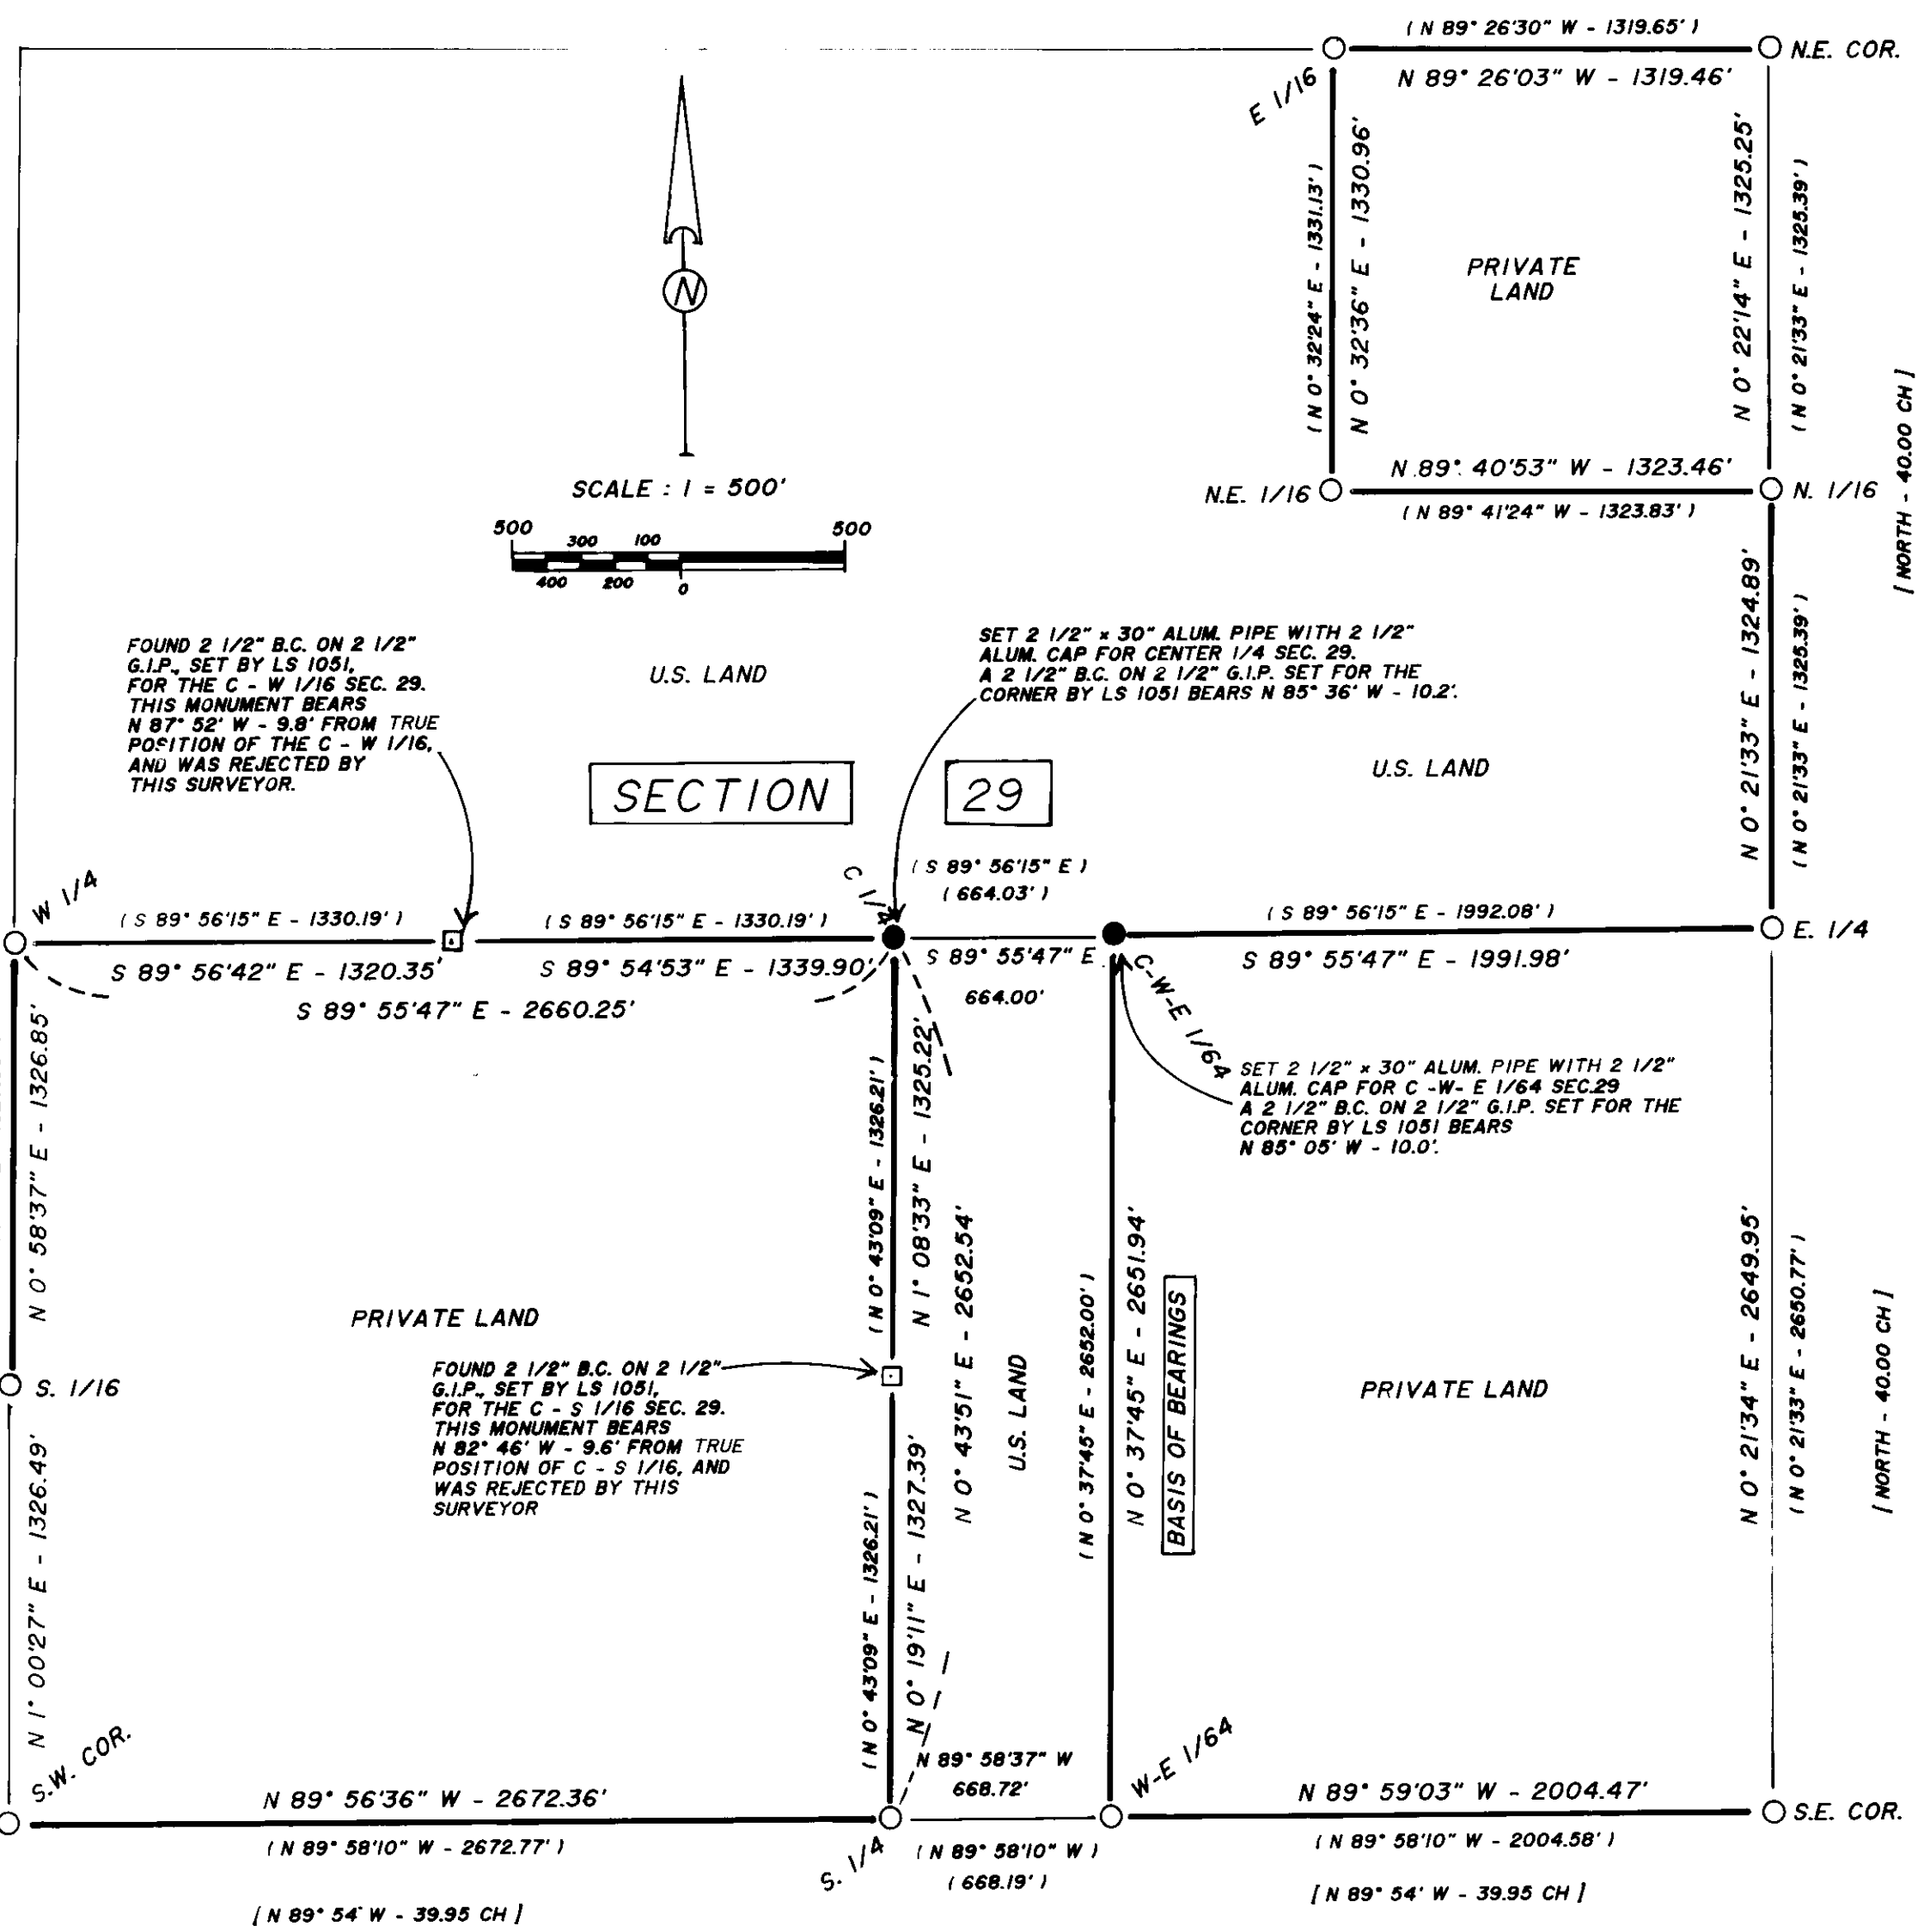 ( N 89° 26'30" W - 1319.65' )
N.E. COR.
N 89° 26'03" W - 1319.46'
E 1/16
( N 0° 32'24" E - 1331.13' )
N 0° 32'36" E - 1330.96'
PRIVATE
LAND
N 0° 22'14" E - 1325.25'
( N 0° 21'33" E - 1325.39' )
[ NORTH - 40.00 CH ]
N
SCALE : 1 = 500'
500
300
100
500
400
200
0
N 89° 40'53" W - 1323.46'
N.E. 1/16
N. 1/16
( N 89° 41'24" W - 1323.83' )
N 0° 21'33" E - 1324.89'
( N 0° 21'33" E - 1325.39' )
FOUND 2 1/2" B.C. ON 2 1/2"
G.I.P., SET BY LS 1051,
FOR THE C - W 1/16 SEC. 29.
THIS MONUMENT BEARS
N 87° 52' W - 9.8' FROM TRUE
POSITION OF THE C - W 1/16,
AND WAS REJECTED BY
THIS SURVEYOR.
U.S. LAND
SET 2 1/2" x 30" ALUM. PIPE WITH 2 1/2"
ALUM. CAP FOR CENTER 1/4 SEC. 29.
A 2 1/2" B.C. ON 2 1/2" G.I.P. SET FOR THE
CORNER BY LS 1051 BEARS N 85° 36' W - 10.2'.
U.S. LAND
SECTION 29
W 1/4
( S 89° 56'15" E - 1330.19' )
( S 89° 56'15" E - 1330.19' )
C 1/4
( S 89° 56'15" E )
( 664.03' )
( S 89° 56'15" E - 1992.08' )
E. 1/4
S 89° 56'42" E - 1320.35'
S 89° 54'53" E - 1339.90'
S 89° 55'47" E
664.00'
S 89° 55'47" E - 1991.98'
S 89° 55'47" E - 2660.25'
C-W-E 1/64
SET 2 1/2" x 30" ALUM. PIPE WITH 2 1/2"
ALUM. CAP FOR C -W- E 1/64 SEC.29
A 2 1/2" B.C. ON 2 1/2" G.I.P. SET FOR THE
CORNER BY LS 1051 BEARS
N 85° 05' W - 10.0'.
N 0° 58'37" E - 1326.85'
( N 0° 43'09" E - 1326.21' )
N 1° 08'33" E - 1325.22'
N 0° 43'51" E - 2652.54'
U.S. LAND
( N 0° 37'45" E - 2652.00' )
N 0° 37'45" E - 2651.94'
BASIS OF BEARINGS
PRIVATE LAND
N 0° 21'34" E - 2649.95'
( N 0° 21'33" E - 2650.77' )
[ NORTH - 40.00 CH ]
PRIVATE LAND
S. 1/16
FOUND 2 1/2" B.C. ON 2 1/2"
G.I.P., SET BY LS 1051,
FOR THE C - S 1/16 SEC. 29.
THIS MONUMENT BEARS
N 82° 46' W - 9.6' FROM TRUE
POSITION OF C - S 1/16, AND
WAS REJECTED BY THIS
SURVEYOR
N 1° 00'27" E - 1326.49'
( N 0° 43'09" E - 1326.21' )
N 0° 19'11" E - 1327.39'
S.W. COR.
N 89° 56'36" W - 2672.36'
( N 89° 58'10" W - 2672.77' )
[ N 89° 54' W - 39.95 CH ]
S. 1/4
N 89° 58'37" W
668.72'
( N 89° 58'10" W )
( 668.19' )
W-E 1/64
N 89° 59'03" W - 2004.47'
S.E. COR.
( N 89° 58'10" W - 2004.58' )
[ N 89° 54' W - 39.95 CH ]